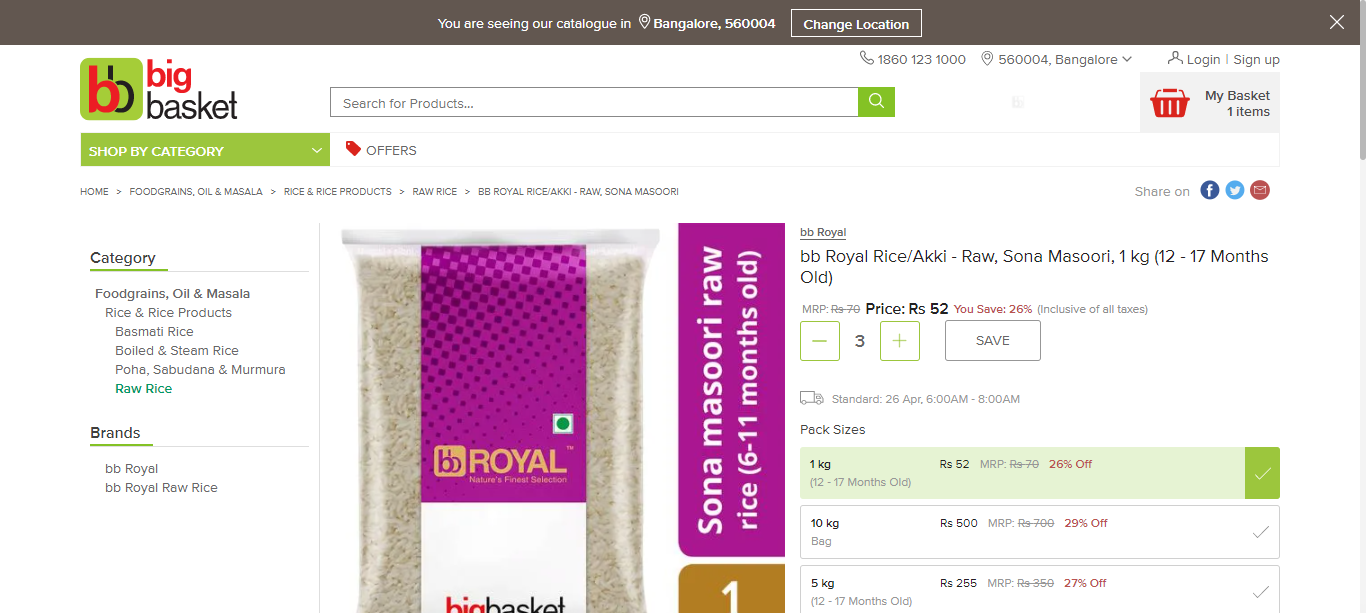 You are seeing our catalogue in Bangalore, 560004 Change Location
1860 123 1000 560004, Bangalore Login | Sign up
bb big basket
Search for Products...
My Basket
1 items
SHOP BY CATEGORY
OFFERS
HOME > FOODGRAINS, OIL & MASALA > RICE & RICE PRODUCTS > RAW RICE > BB ROYAL RICE/AKKI - RAW, SONA MASOORI
Share on
Category
Foodgrains, Oil & Masala
Rice & Rice Products
Basmati Rice
Boiled & Steam Rice
Poha, Sabudana & Murmura
Raw Rice
Brands
bb Royal
bb Royal Raw Rice
bb ROYAL™
Nature's Finest Selection
bigbasket
Sona masoori raw
rice (6-11 months old)
1
bb Royal
bb Royal Rice/Akki - Raw, Sona Masoori, 1 kg (12 - 17 Months
Old)
MRP: Rs 70 Price: Rs 52 You Save: 26% (Inclusive of all taxes)
3
SAVE
Standard: 26 Apr, 6:00AM - 8:00AM
Pack Sizes
1 kg Rs 52 MRP: Rs 70 26% Off
(12 - 17 Months Old)
10 kg Rs 500 MRP: Rs 700 29% Off
Bag
5 kg Rs 255 MRP: Rs 350 27% Off
(12 - 17 Months Old)